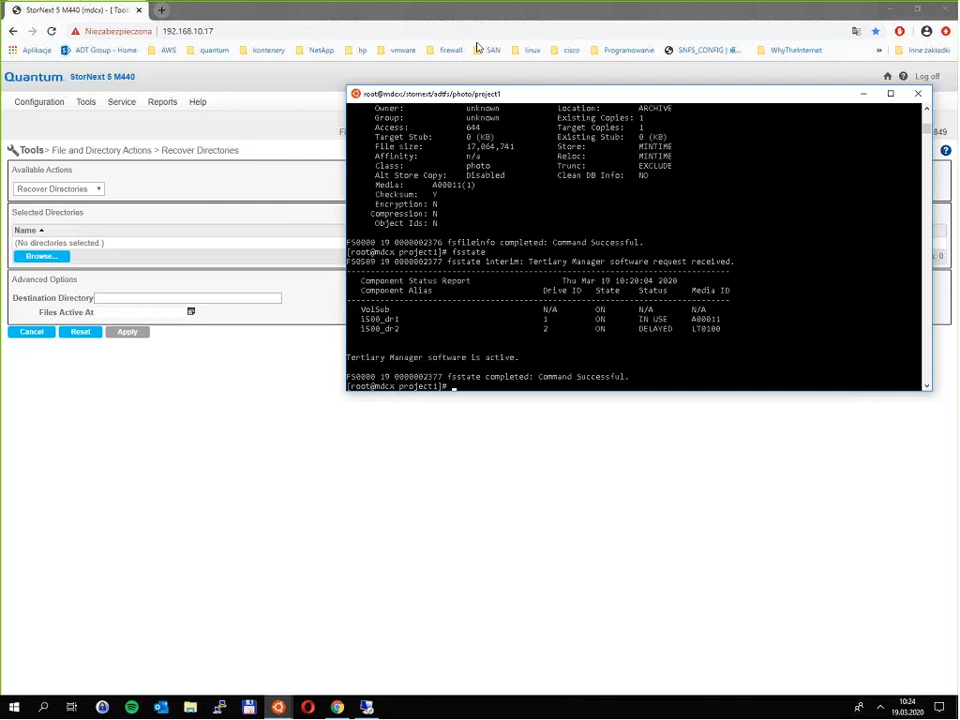 StorNext 5 M440 (mdcx) - [ Tool
Niezabezpieczona 192.168.10.17
Aplikacje ADT Group - Home AWS quantum kontenery NetApp hp vmware firewall SAN linux cisco Programowanie SNFS_CONFIG | WhyTheInternet » Inne zakładki
Quantum StorNext 5 M440 Log off
Configuration Tools Service Reports Help
849
Tools> File and Directory Actions > Recover Directories
Available Actions
Recover Directories
Selected Directories
Name
(No directories selected )
: 0
Browse...
Advanced Options
Destination Directory
Files Active At
Cancel Reset Apply
root@mdcx/stornext/adtfs/photo/project1
Owner: unknown Location: ARCHIVE
Group: unknown Existing Copies: 1
Access: 644 Target Copies: 1
Target Stub: 0 (KB) Existing Stub: 0 (KB)
File size: 17,064,741 Store: MINTIME
Affinity: n/a Reloc: MINTIME
Class: photo Trunc: EXCLUDE
Alt Store Copy: Disabled Clean DB Info: NO
Media: A00011(1)
Checksum: Y
Encryption: N
Compression: N
Object Ids: N
FS0000 19 0000002376 fsfileinfo completed: Command Successful.
[root@mdcx project1]# fsstate
FS0589 19 0000002377 fsstate interim: Tertiary Manager software request received.
--------------------------------------------------------------------------------
Component Status Report Thu Mar 19 10:20:04 2020
Component Alias Drive ID State Status Media ID
--------------------------------------------------------------------------------
VolSub N/A ON N/A N/A
i500_dr1 1 ON IN USE A00011
i500_dr2 2 ON DELAYED LT0100
Tertiary Manager software is active.
FS0000 19 0000002377 fsstate completed: Command Successful.
[root@mdcx project1]#
10:24
19.03.2020